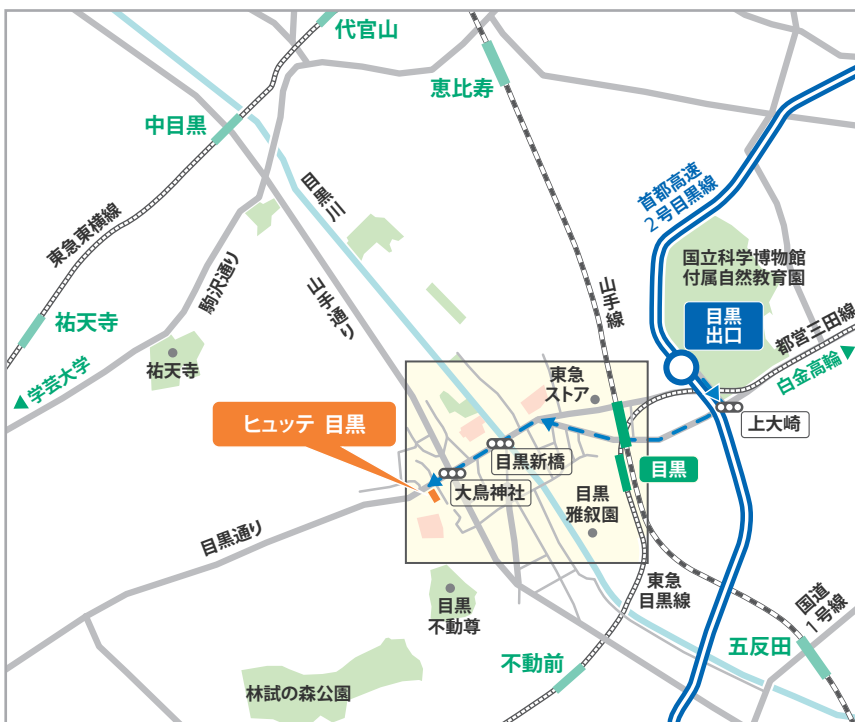 代官山
恵比寿
中目黒
目黒川
首都高速
2号目黒線
東急東横線
国立科学博物館
付属自然教育園
駒沢通り
山手通り
山手線
目黒
出口
都営三田線
祐天寺
祐天寺
学芸大学
白金高輪
東急
ストア
上大崎
ヒュッテ 目黒
目黒新橋
目黒
大鳥神社
目黒
雅叙園
目黒通り
東急
目黒線
目黒
不動尊
国道
1号線
五反田
不動前
林試の森公園